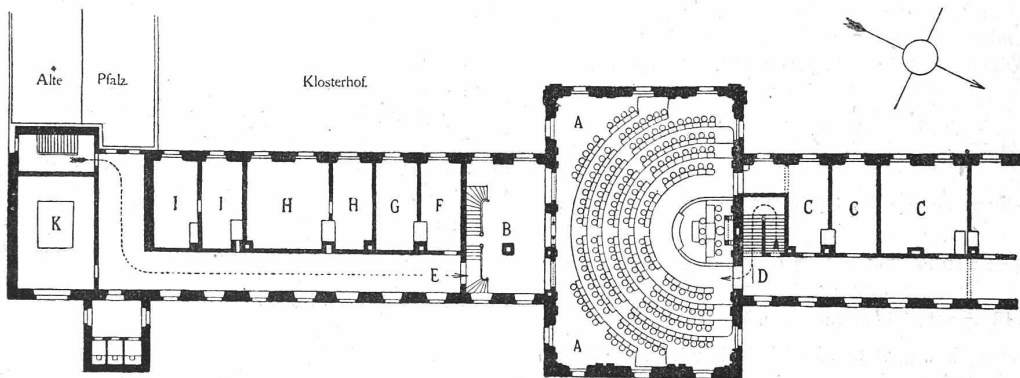 Alte Pfalz.
Klosterhof.
A
I I H H G F
C C C
K
B
E
D
A